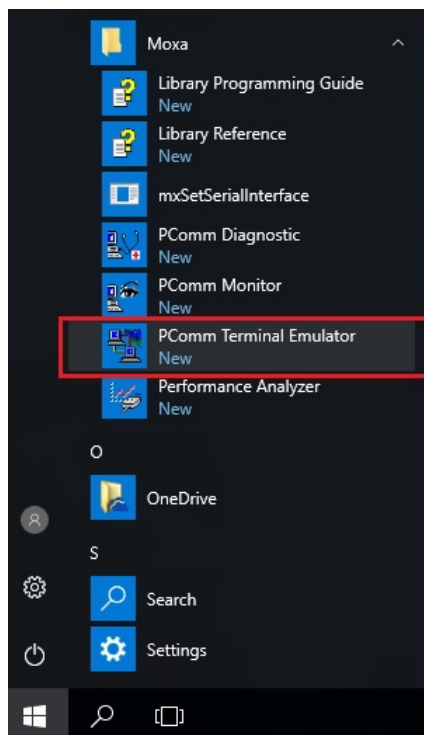 Moxa
Library Programming Guide
New
Library Reference
New
mxSetSerialInterface
PComm Diagnostic
New
PComm Monitor
New
PComm Terminal Emulator
New
Performance Analyzer
New
O
OneDrive
S
Search
Settings